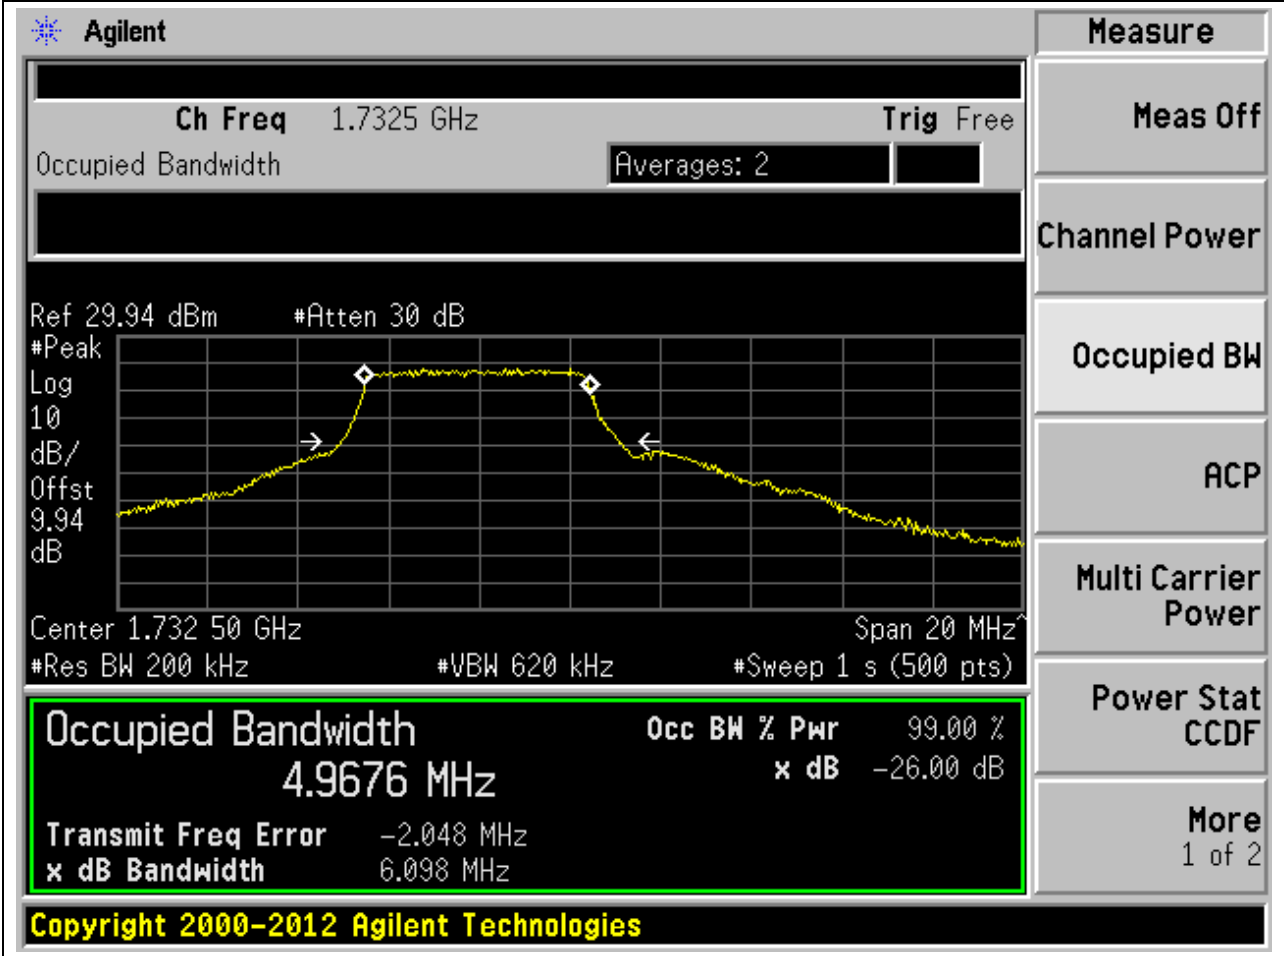 Agilent
Measure
Ch Freq 1.7325 GHz Trig Free
Meas Off
Occupied Bandwidth Averages: 2
Channel Power
Ref 29.94 dBm #Atten 30 dB
#Peak
Log
10
dB/
Offst
9.94
dB
Occupied BW
ACP
Center 1.732 50 GHz Span 20 MHz^
#Res BW 200 kHz #VBW 620 kHz #Sweep 1 s (500 pts)
Multi Carrier
Power
Occupied Bandwidth Occ BW % Pwr 99.00 %
4.9676 MHz x dB -26.00 dB
Transmit Freq Error -2.048 MHz
x dB Bandwidth 6.098 MHz
Power Stat
CCDF
More
1 of 2
Copyright 2000-2012 Agilent Technologies